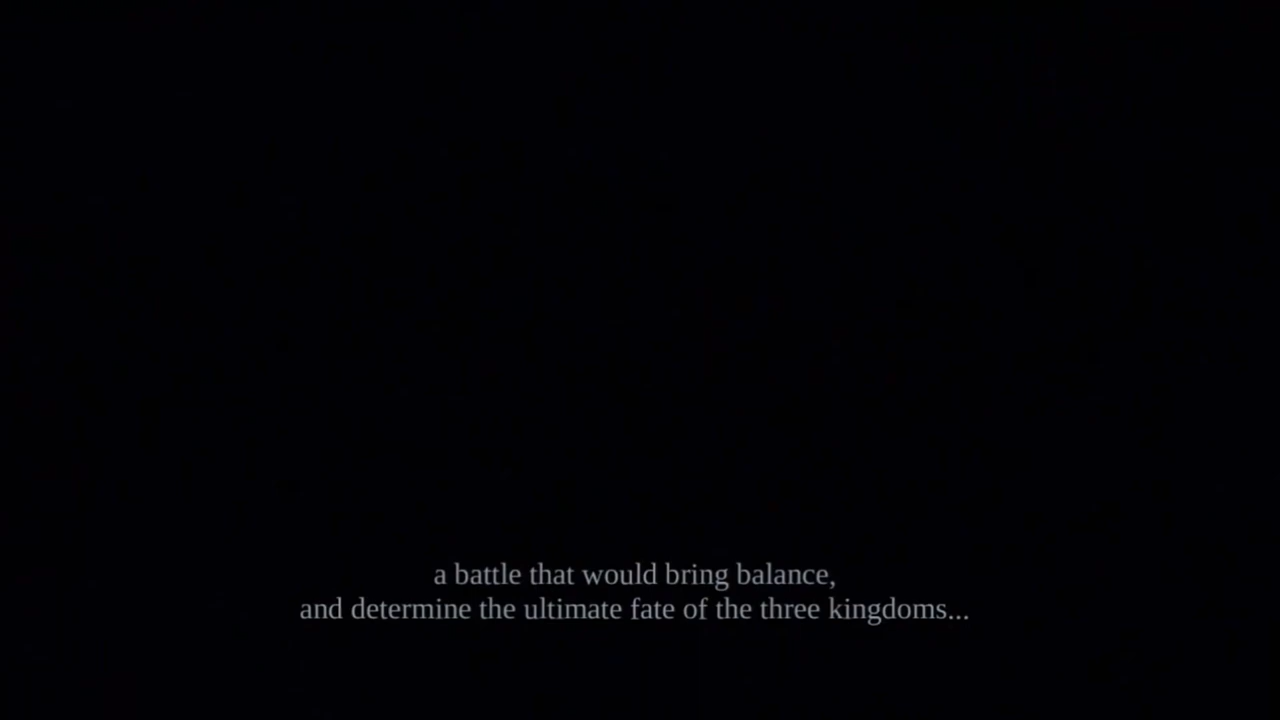 a battle that would bring balance,
and determine the ultimate fate of the three kingdoms...